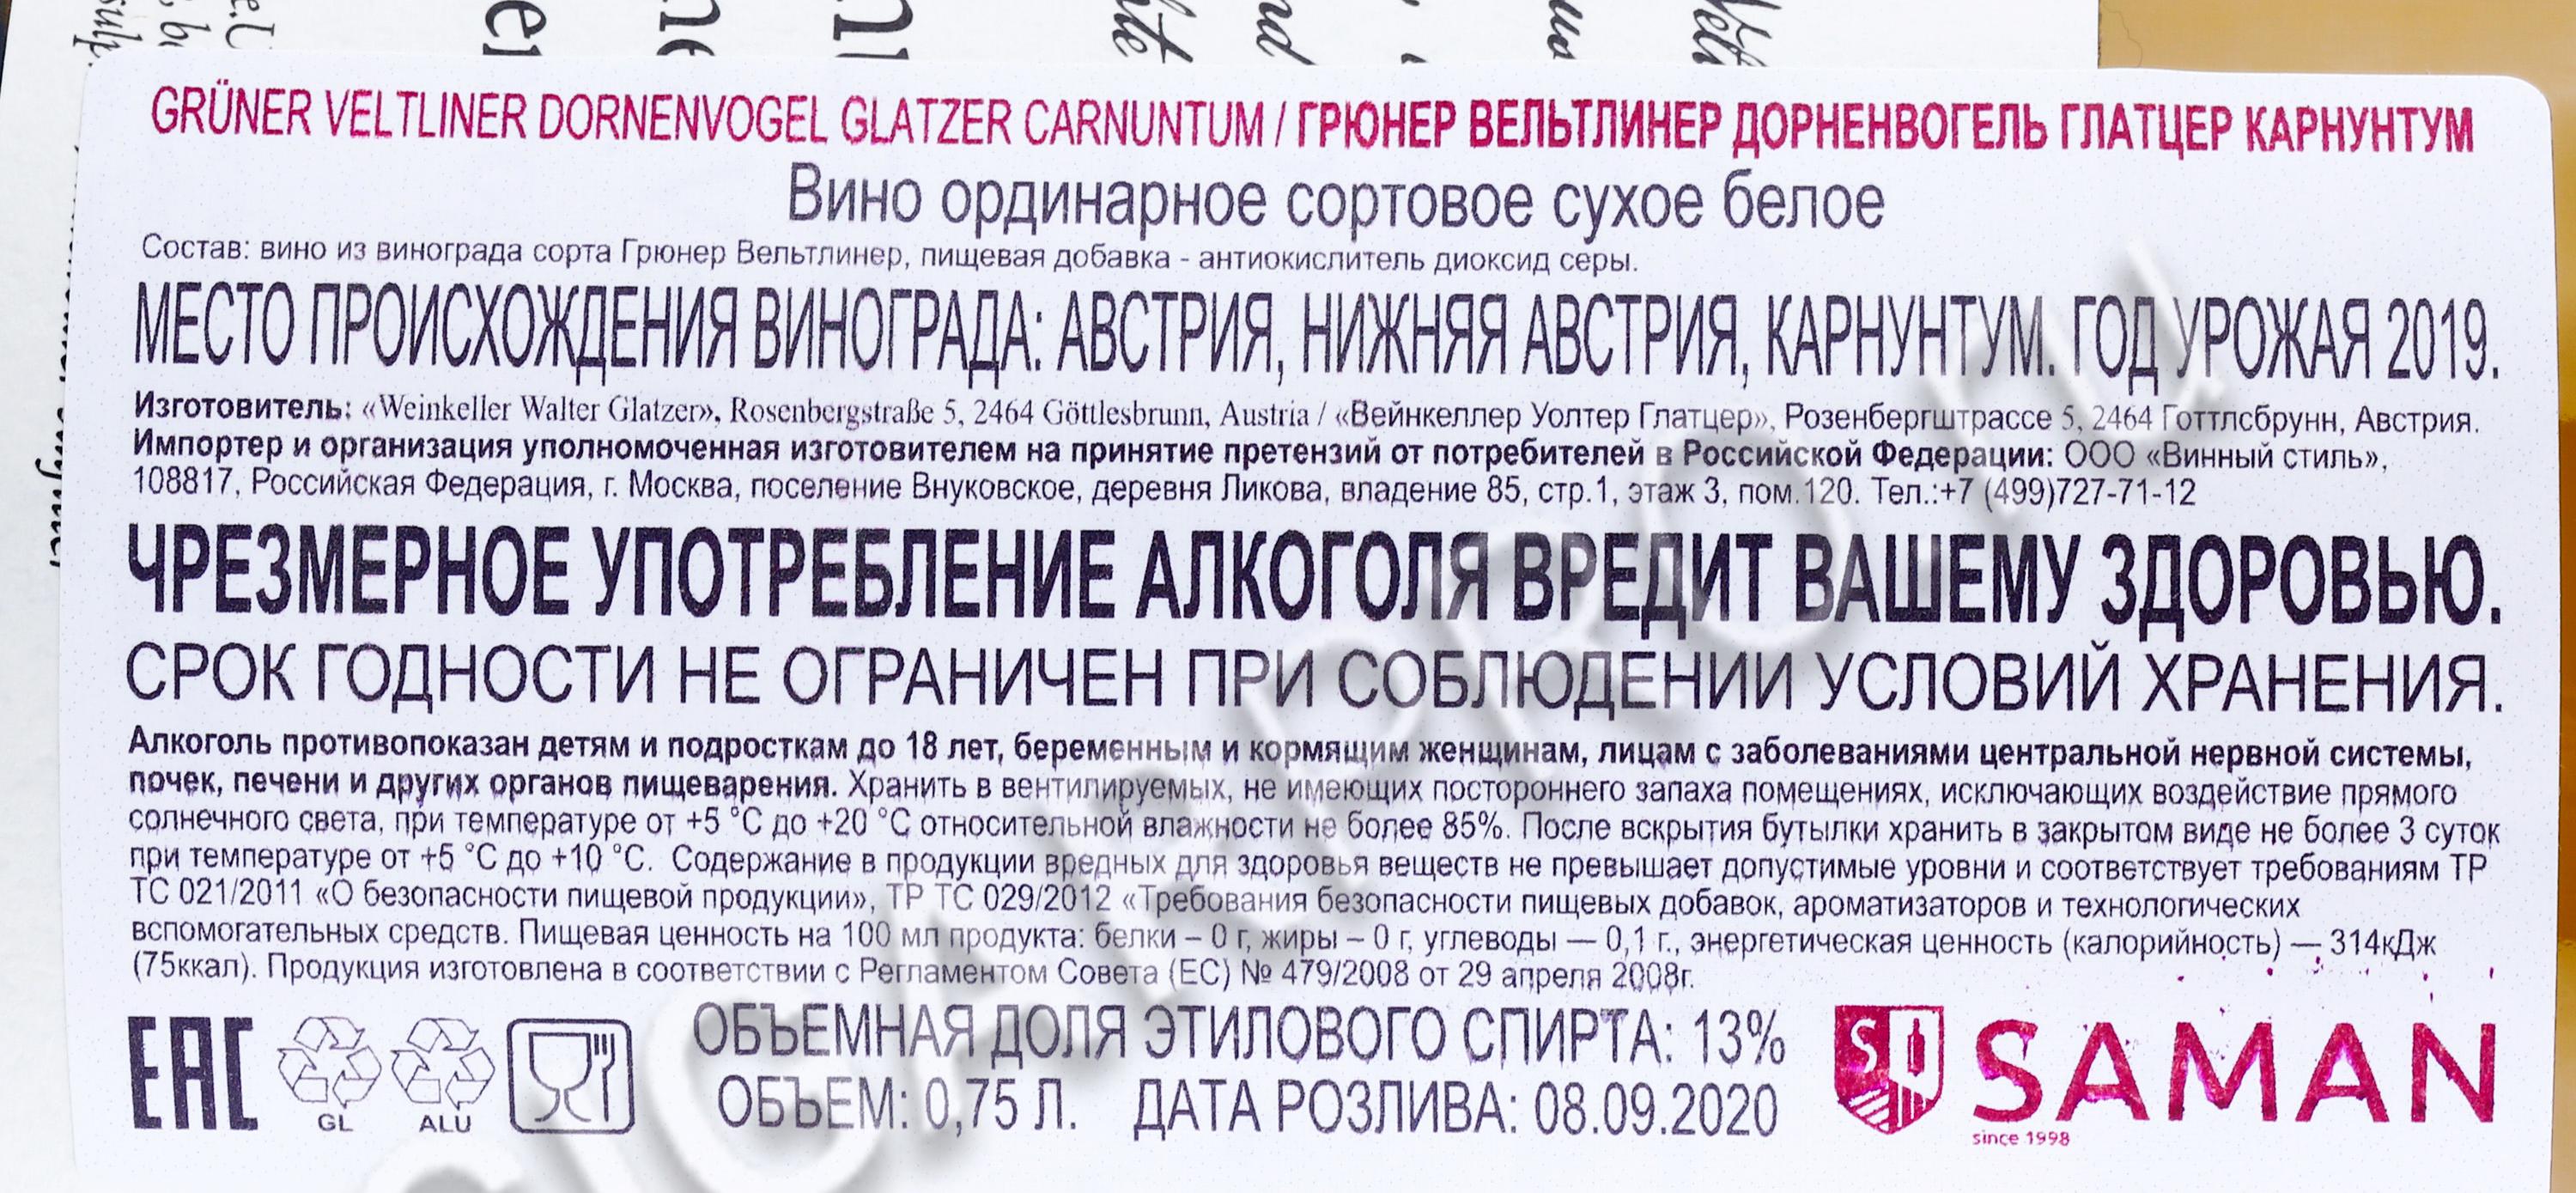 GRÜNER VELTLINER DORNENVOGEL GLATZER CARNUNTUM / ГРЮНЕР ВЕЛЬТЛИНЕР ДОРНЕНВОГЕЛЬ ГЛАТЦЕР КАРНУНТУМ
Вино ординарное сортовое сухое белое
Состав: вино из винограда сорта Грюнер Вельтлинер, пищевая добавка - антиокислитель диоксид серы.
МЕСТО ПРОИСХОЖДЕНИЯ ВИНОГРАДА: АВСТРИЯ, НИЖНЯЯ АВСТРИЯ, КАРНУНТУМ. ГОД УРОЖАЯ 2019.
Изготовитель: «Weinkeller Walter Glatzer», Rosenbergstraße 5, 2464 Göttlesbrunn, Austria / «Вейнкеллер Уолтер Глатцер», Розенбергштрассе 5, 2464 Готтлсбрунн, Австрия.
Импортер и организация уполномоченная изготовителем на принятие претензий от потребителей в Российской Федерации: ООО «Винный стиль»,
108817, Российская Федерация, г. Москва, поселение Внуковское, деревня Ликова, владение 85, стр.1, этаж 3, пом.120. Тел.:+7 (499)727-71-12
ЧРЕЗМЕРНОЕ УПОТРЕБЛЕНИЕ АЛКОГОЛЯ ВРЕДИТ ВАШЕМУ ЗДОРОВЬЮ.
СРОК ГОДНОСТИ НЕ ОГРАНИЧЕН ПРИ СОБЛЮДЕНИИ УСЛОВИЙ ХРАНЕНИЯ.
Алкоголь противопоказан детям и подросткам до 18 лет, беременным и кормящим женщинам, лицам с заболеваниями центральной нервной системы,
почек, печени и других органов пищеварения. Хранить в вентилируемых, не имеющих постороннего запаха помещениях, исключающих воздействие прямого
солнечного света, при температуре от +5 °C до +20 °C относительной влажности не более 85%. После вскрытия бутылки хранить в закрытом виде не более 3 суток
при температуре от +5 °C до +10 °C. Содержание в продукции вредных для здоровья веществ не превышает допустимые уровни и соответствует требованиям ТР
ТС 021/2011 «О безопасности пищевой продукции», ТР ТС 029/2012 «Требования безопасности пищевых добавок, ароматизаторов и технологических
вспомогательных средств. Пищевая ценность на 100 мл продукта: белки – 0 г, жиры – 0 г, углеводы — 0,1 г., энергетическая ценность (калорийность) — 314кДж
(75ккал). Продукция изготовлена в соответствии с Регламентом Совета (ЕС) № 479/2008 от 29 апреля 2008г.
EAC
GL
ALU
ОБЪЕМНАЯ ДОЛЯ ЭТИЛОВОГО СПИРТА: 13%
ОБЪЕМ: 0,75 Л. ДАТА РОЗЛИВА: 08.09.2020
SAMAN
since 1998